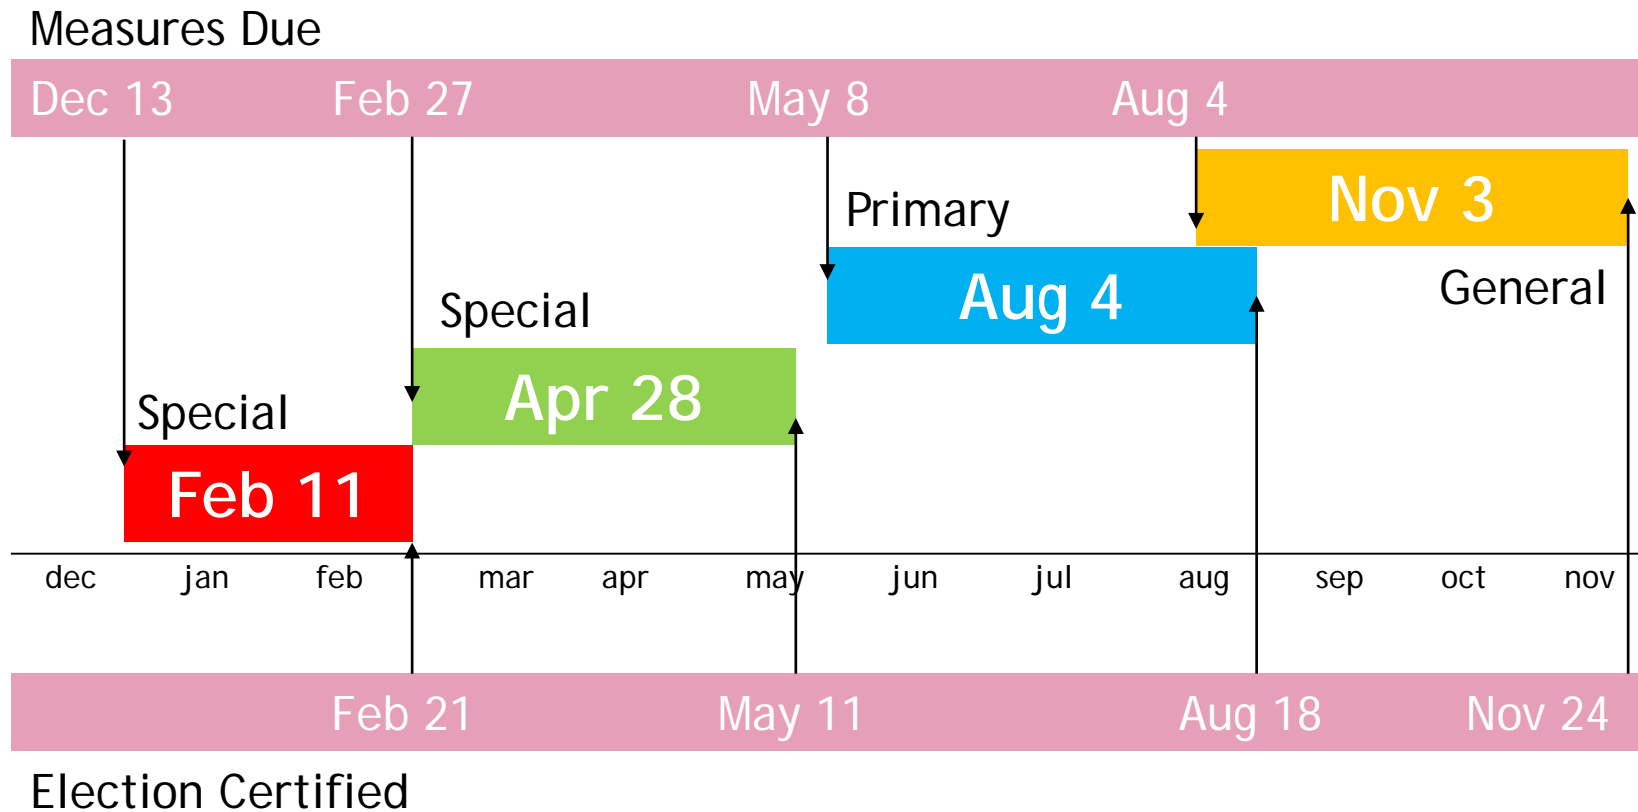 Measures Due
Dec 13 Feb 27 May 8 Aug 4
Nov 3
Primary
General
Aug 4
Special
Apr 28
Special
Feb 11
dec jan feb mar apr may jun jul aug sep oct nov
Feb 21 May 11 Aug 18 Nov 24
Election Certified